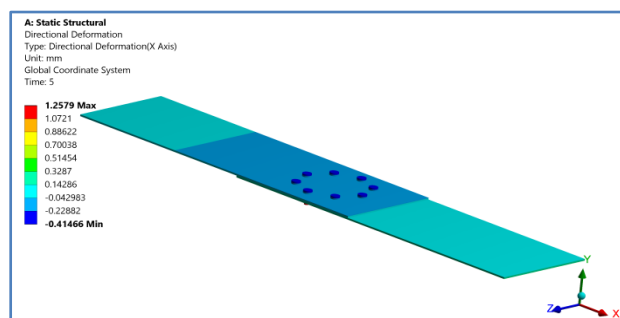 A: Static Structural
Directional Deformation
Type: Directional Deformation(X Axis)
Unit: mm
Global Coordinate System
Time: 5
1.2579 Max
1.0721
0.88622
0.70038
0.51454
0.3287
0.14286
-0.042983
-0.22882
-0.41466 Min
Y
Z
X